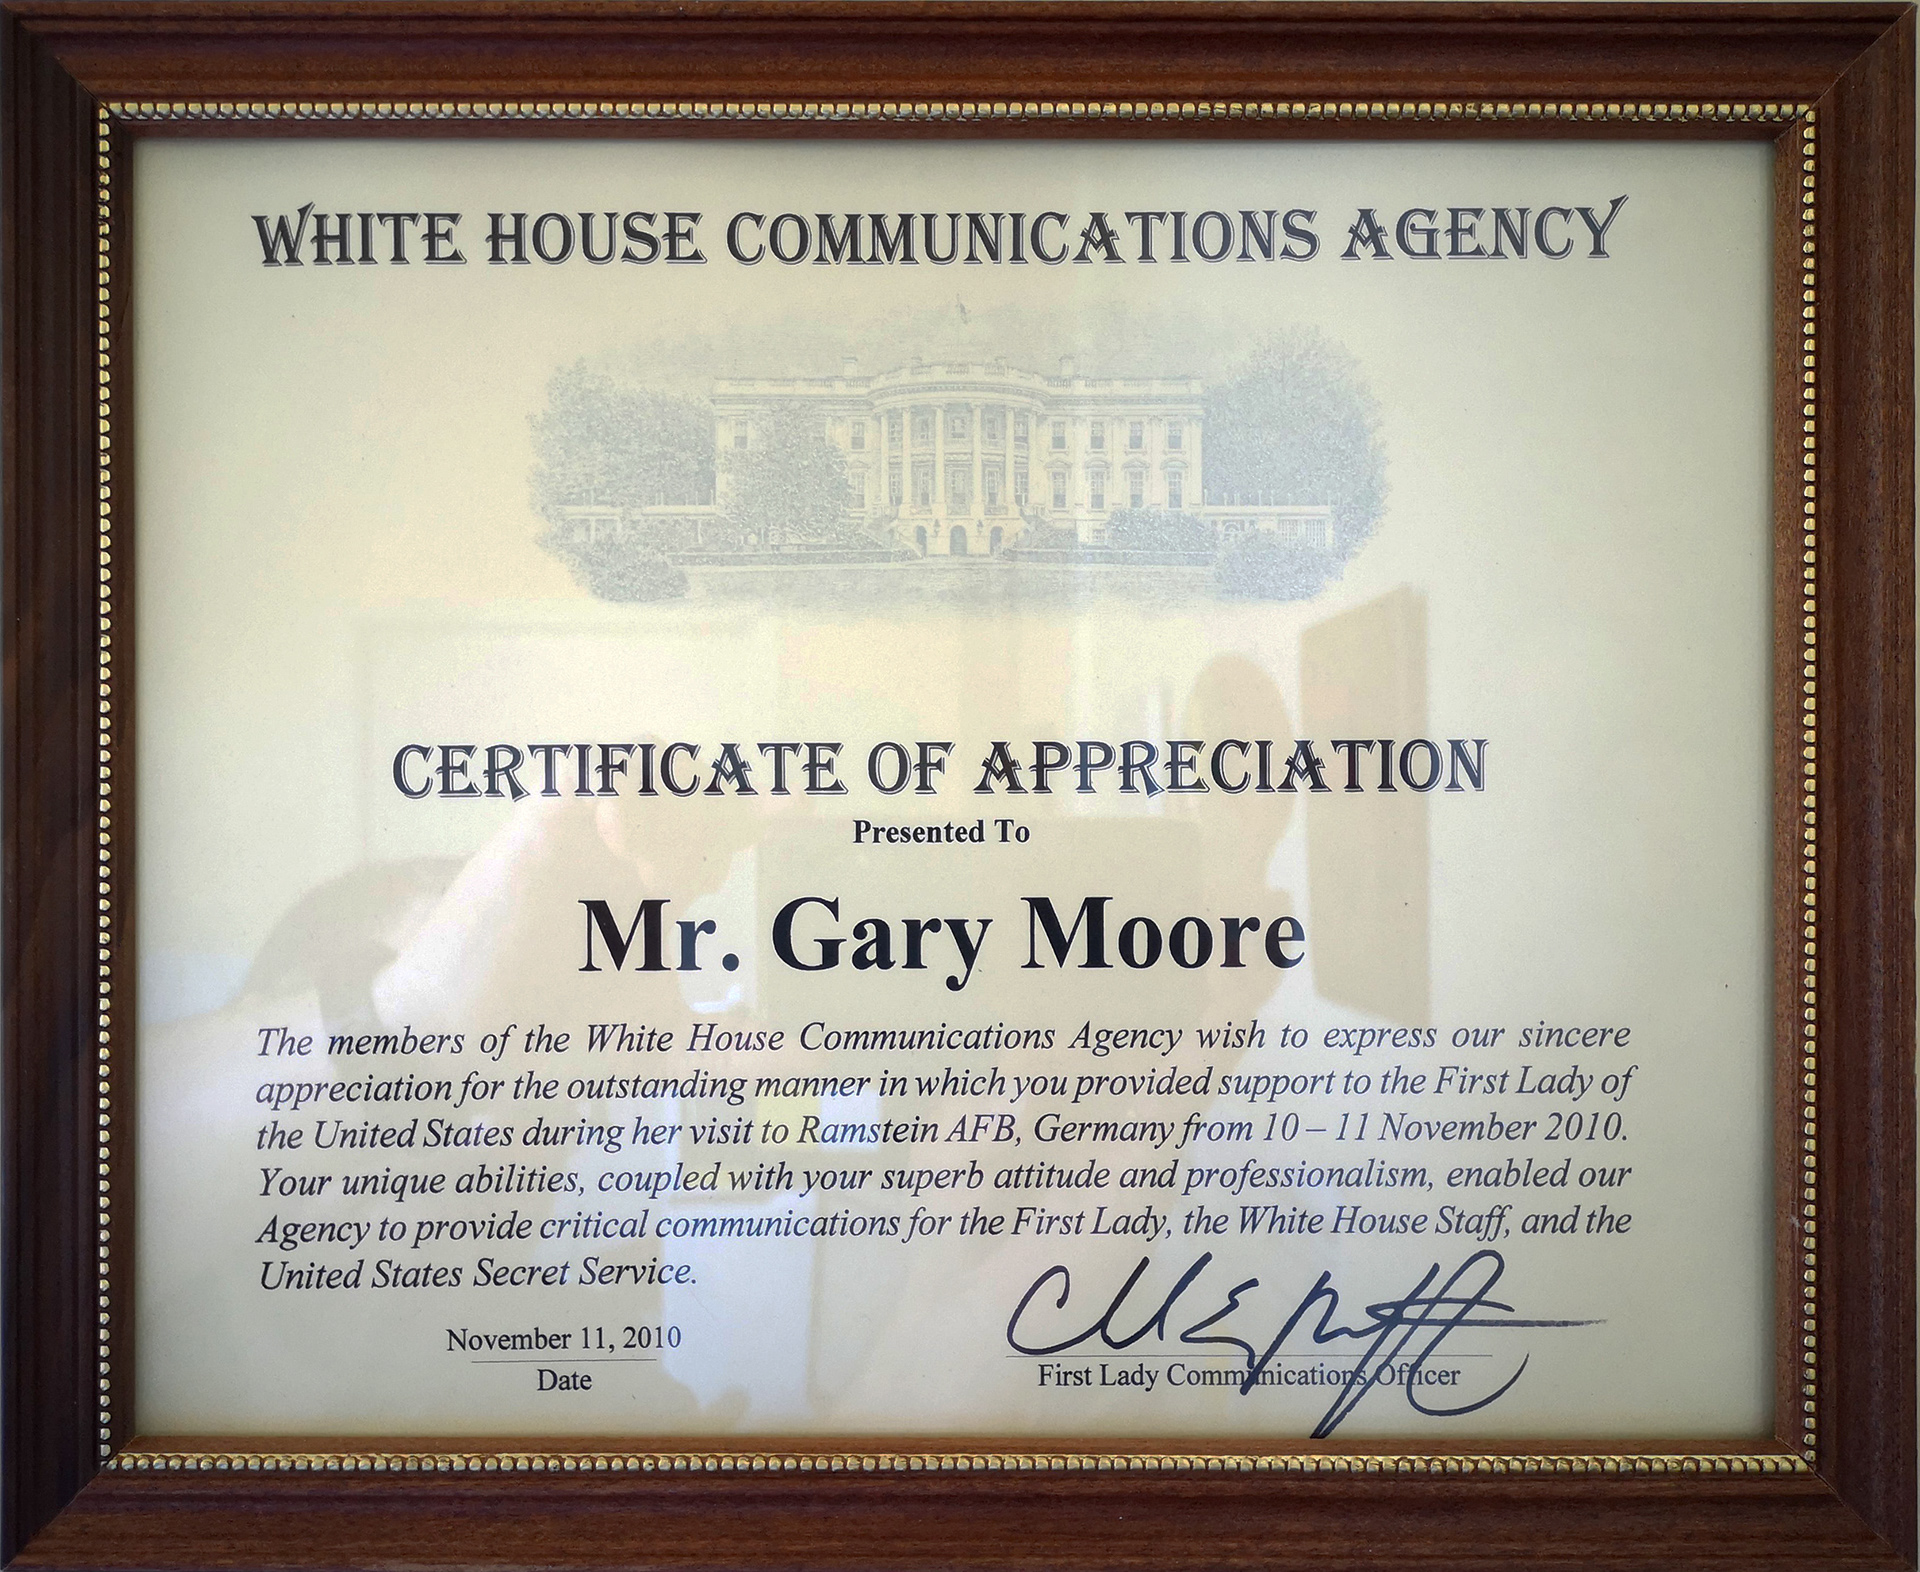 WHITE HOUSE COMMUNICATIONS AGENCY
CERTIFICATE OF APPRECIATION
Presented To
Mr. Gary Moore
The members of the White House Communications Agency wish to express our sincere
appreciation for the outstanding manner in which you provided support to the First Lady of
the United States during her visit to Ramstein AFB, Germany from 10 – 11 November 2010.
Your unique abilities, coupled with your superb attitude and professionalism, enabled our
Agency to provide critical communications for the First Lady, the White House Staff, and the
United States Secret Service.
November 11, 2010
Date
First Lady Communications Officer